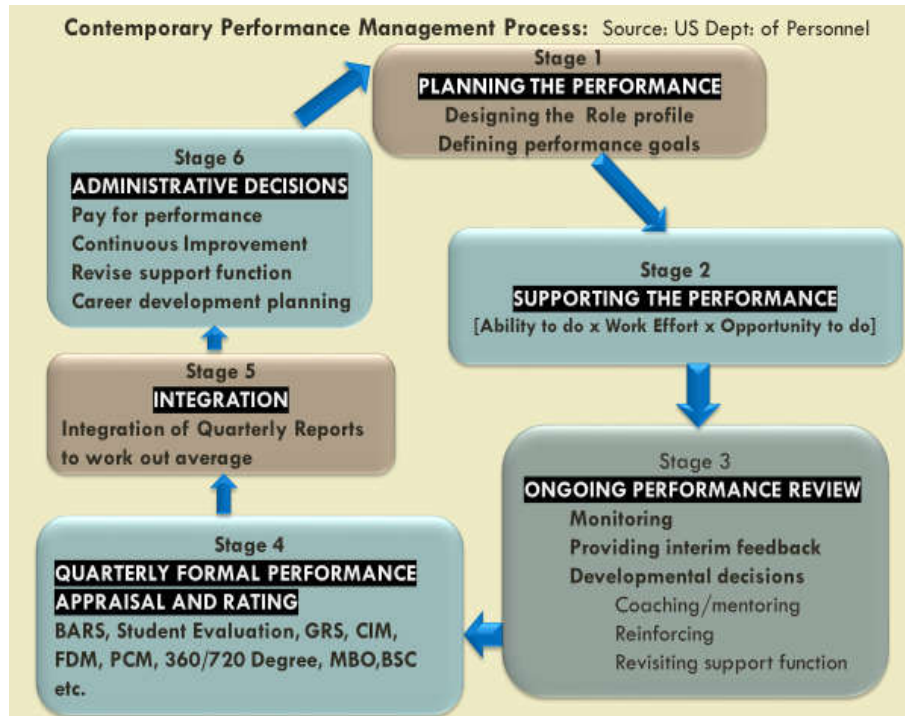 Contemporary Performance Management Process: Source: US Dept: of Personnel
Stage 1
PLANNING THE PERFORMANCE
Designing the Role profile
Defining performance goals
Stage 2
SUPPORTING THE PERFORMANCE
[Ability to do x Work Effort x Opportunity to do]
Stage 3
ONGOING PERFORMANCE REVIEW
Monitoring
Providing interim feedback
Developmental decisions
Coaching/mentoring
Reinforcing
Revisiting support function
Stage 4
QUARTERLY FORMAL PERFORMANCE
APPRAISAL AND RATING
BARS, Student Evaluation, GRS, CIM,
FDM, PCM, 360/720 Degree, MBO,BSC
etc.
Stage 5
INTEGRATION
Integration of Quarterly Reports
to work out average
Stage 6
ADMINISTRATIVE DECISIONS
Pay for performance
Continuous Improvement
Revise support function
Career development planning